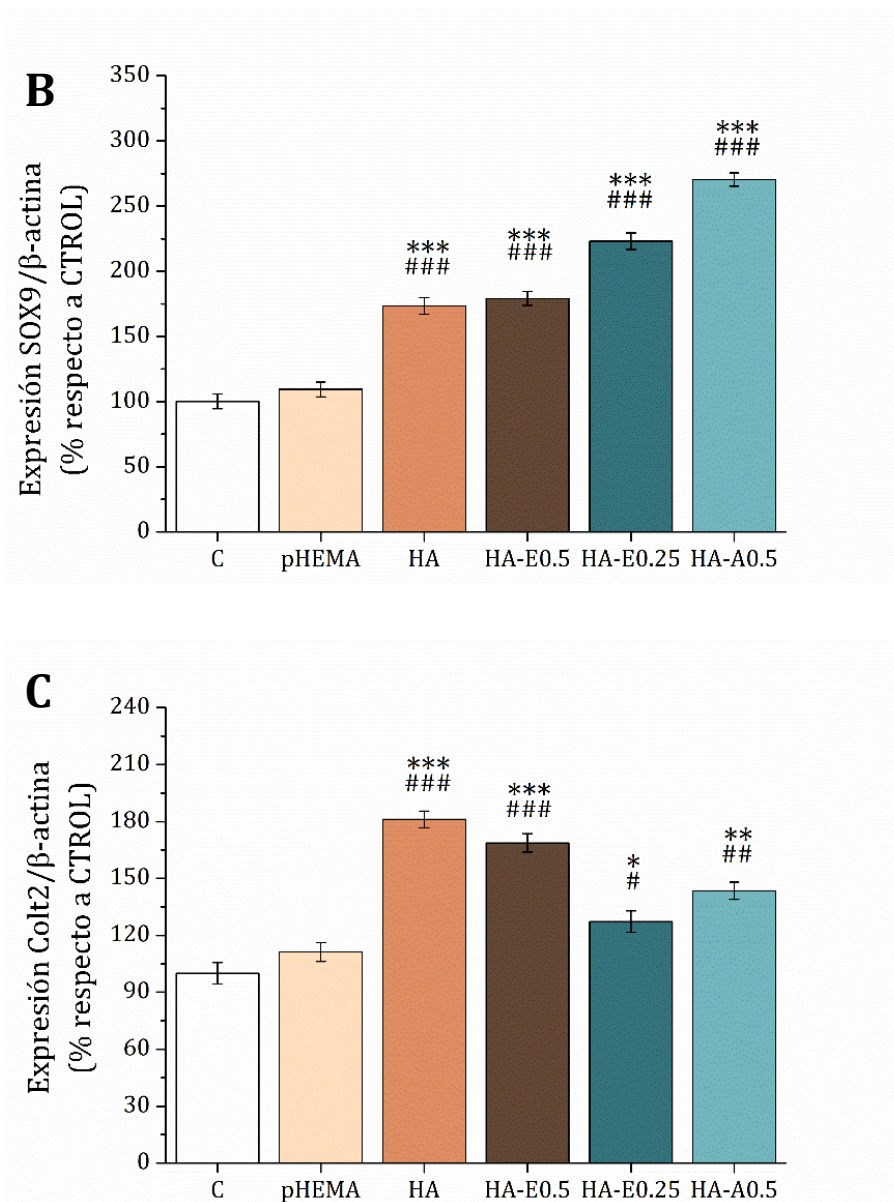 B
Expresión SOX9/β-actina
(% respecto a CTROL)
350
300
250
200
150
100
50
0
***
###
***
###
***
###
***
###
C
pHEMA
HA
HA-E0.5
HA-E0.25
HA-A0.5
C
Expresión Colt2/β-actina
(% respecto a CTROL)
240
210
180
150
120
90
60
30
0
***
###
***
###
*
#
**
##
C
pHEMA
HA
HA-E0.5
HA-E0.25
HA-A0.5